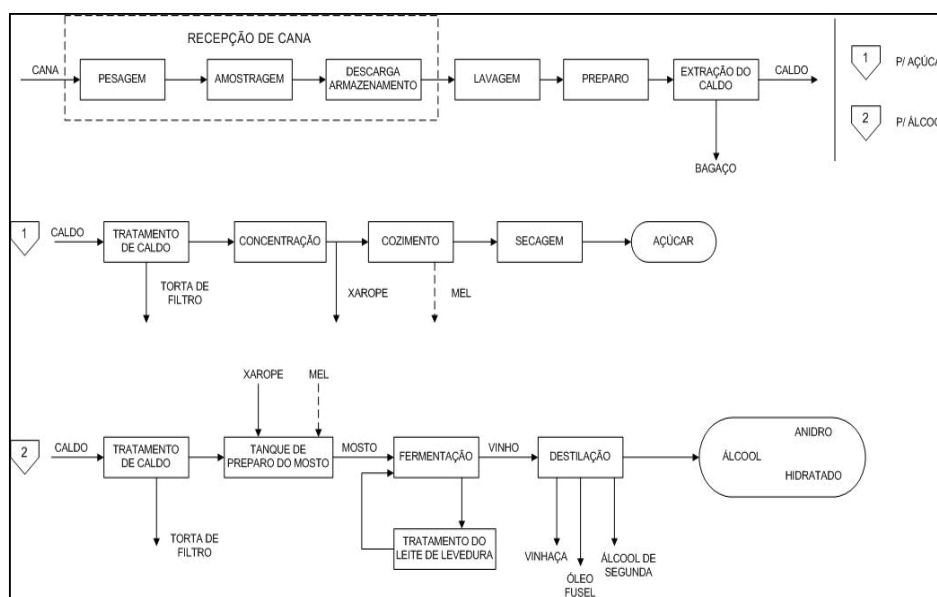 RECEPÇÃO DE CANA
CANA
PESAGEM
AMOSTRAGEM
DESCARGA
ARMAZENAMENTO
LAVAGEM
PREPARO
EXTRAÇÃO DO
CALDO
CALDO
BAGAÇO
1
P/ AÇÚCA
2
P/ ÁLCOO
1
CALDO
TRATAMENTO
DE CALDO
CONCENTRAÇÃO
COZIMENTO
SECAGEM
AÇÚCAR
TORTA DE
FILTRO
XAROPE
MEL
XAROPE
MEL
2
CALDO
TRATAMENTO
DE CALDO
TANQUE DE
PREPARO DO MOSTO
MOSTO
FERMENTAÇÃO
VINHO
DESTILAÇÃO
ANIDRO
ÁLCOOL
HIDRATADO
TORTA DE
FILTRO
TRATAMENTO DO
LEITE DE LEVEDURA
VINHAÇA
ÓLEO
FUSEL
ÁLCOOL DE
SEGUNDA